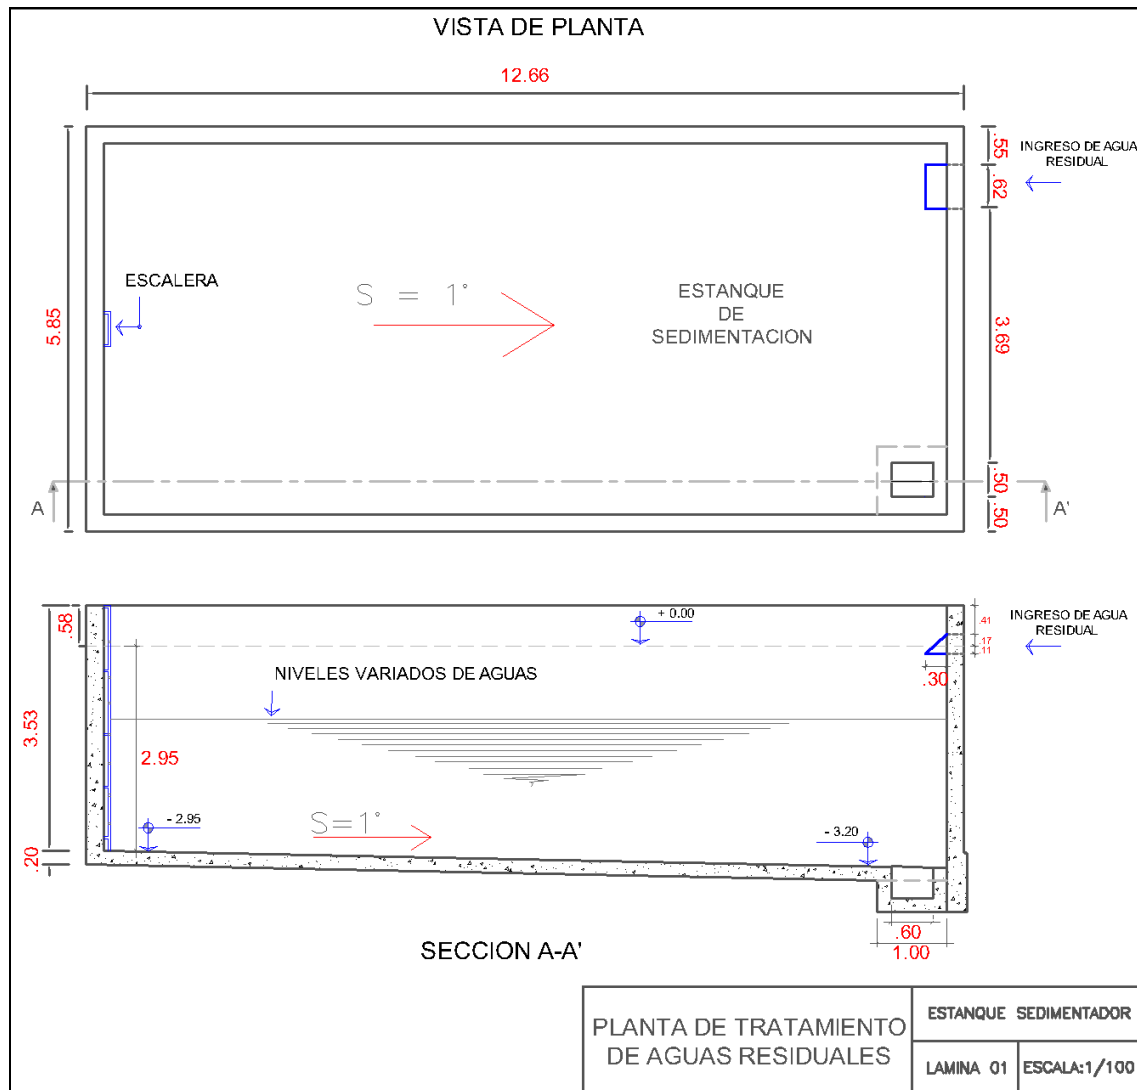 VISTA DE PLANTA
12.66
.55
INGRESO DE AGUA
RESIDUAL
.62
ESCALERA
S = 1°
ESTANQUE
DE
SEDIMENTACION
5.85
3.69
.50
A
A'
.50
.58
+ 0.00
.41
INGRESO DE AGUA
RESIDUAL
.17
.11
.30
NIVELES VARIADOS DE AGUAS
3.53
2.95
- 2.95
S=1°
- 3.20
.20
.60
1.00
SECCION A-A'
PLANTA DE TRATAMIENTO
DE AGUAS RESIDUALES
ESTANQUE SEDIMENTADOR
LAMINA 01
ESCALA:1/100